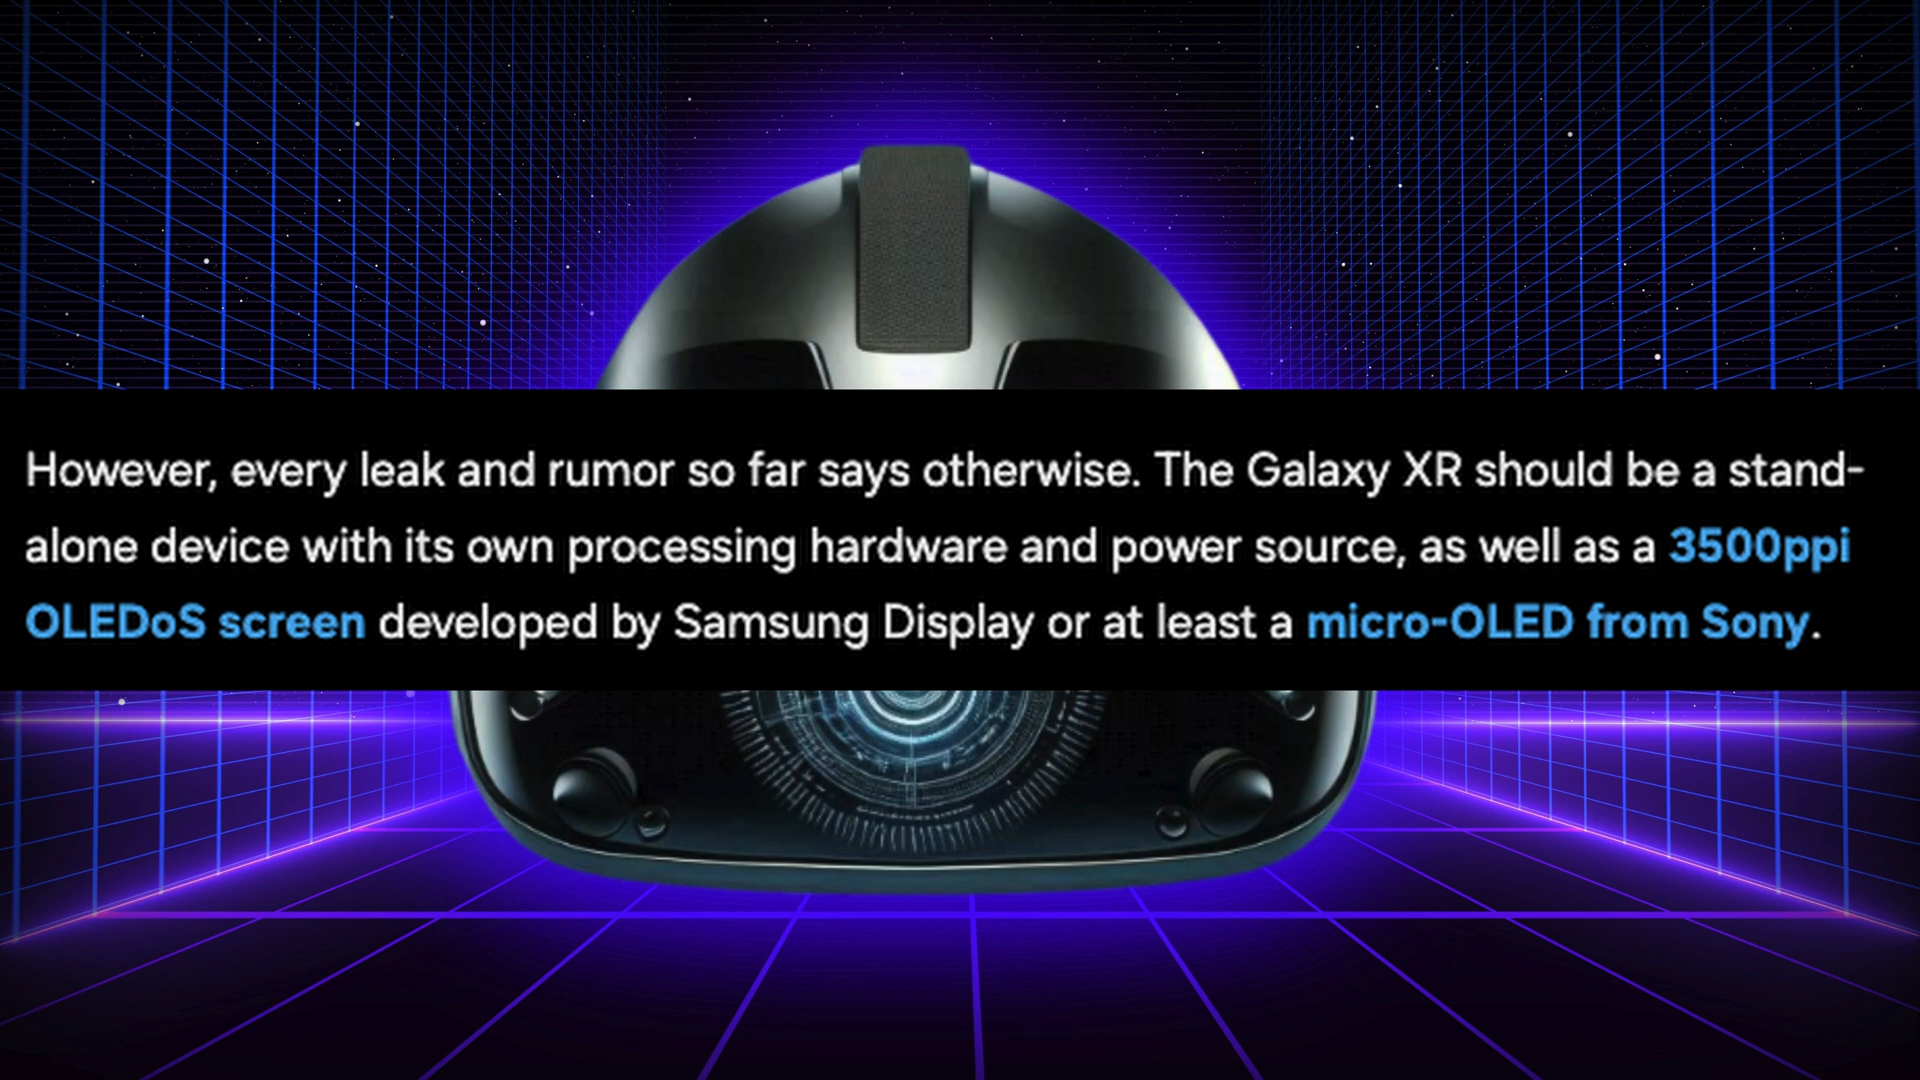 However, every leak and rumor so far says otherwise. The Galaxy XR should be a stand-
alone device with its own processing hardware and power source, as well as a 3500ppi
OLEDoS screen developed by Samsung Display or at least a micro-OLED from Sony.